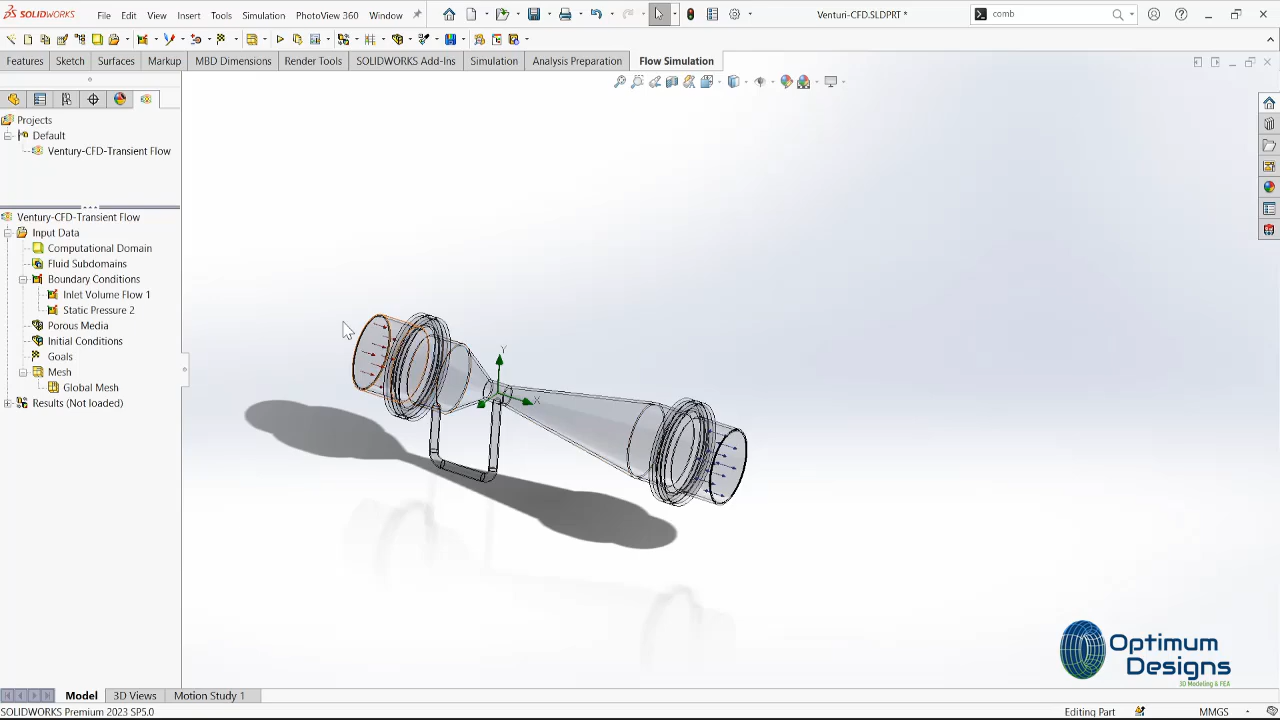 SOLIDWORKS File Edit View Insert Tools Simulation PhotoView 360 Window Venturi-CFD.SLDPRT * comb
Features Sketch Surfaces Markup MBD Dimensions Render Tools SOLIDWORKS Add-Ins Simulation Analysis Preparation Flow Simulation
Projects
Default
Ventury-CFD-Transient Flow
Ventury-CFD-Transient Flow
Input Data
Computational Domain
Fluid Subdomains
Boundary Conditions
Inlet Volume Flow 1
Static Pressure 2
Porous Media
Initial Conditions
Goals
Mesh
Global Mesh
Results (Not loaded)
Y
X
Optimum
Designs
3D Modeling & FEA
Model 3D Views Motion Study 1
SOLIDWORKS Premium 2023 SP5.0 Editing Part MMGS